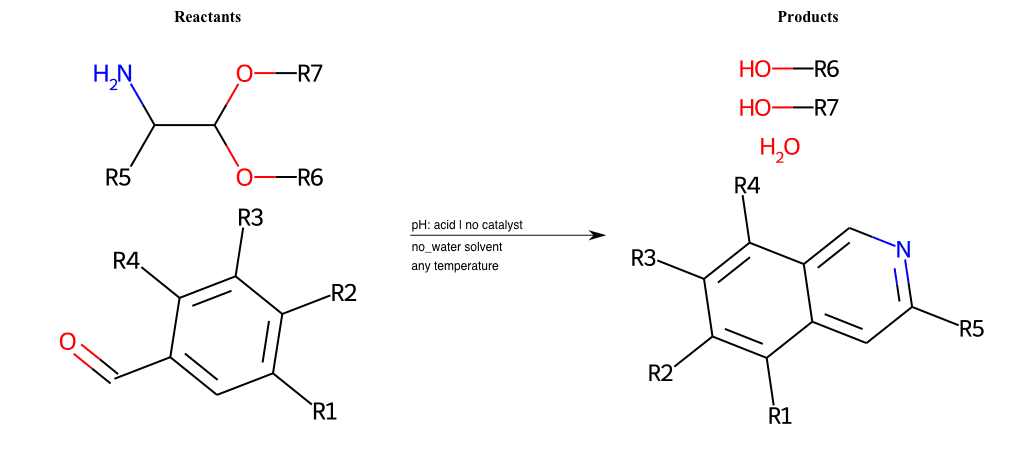 Reactants
Products
H2N
O
R7
R5
O
R6
R3
R4
R2
O
R1
pH: acid | no catalyst
no_water solvent
any temperature
HO R6
HO R7
H2O
R4
R3
N
R5
R2
R1